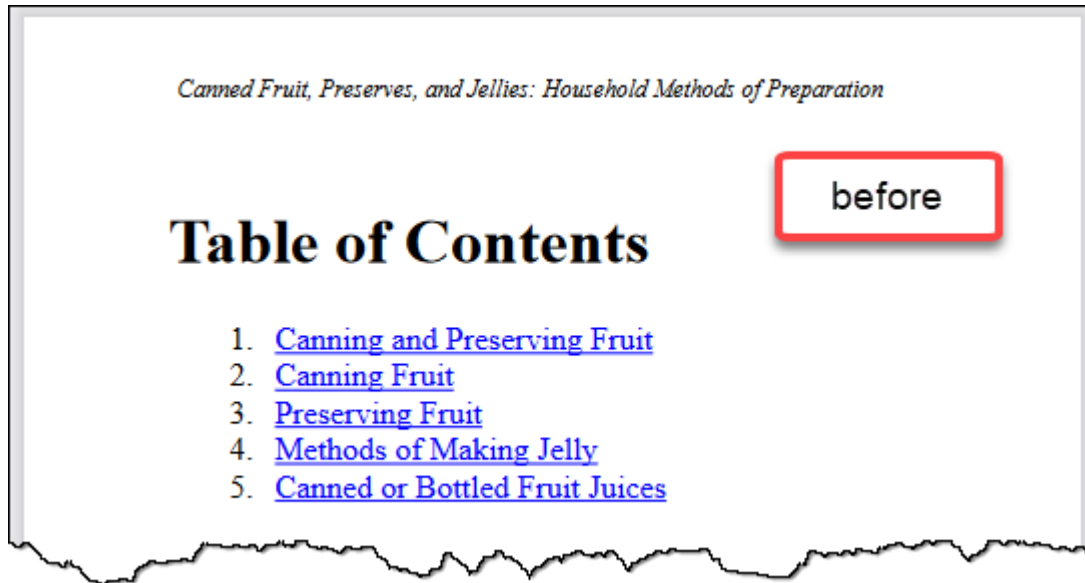 Canned Fruit, Preserves, and Jellies: Household Methods of Preparation
before
Table of Contents
1. Canning and Preserving Fruit
2. Canning Fruit
3. Preserving Fruit
4. Methods of Making Jelly
5. Canned or Bottled Fruit Juices